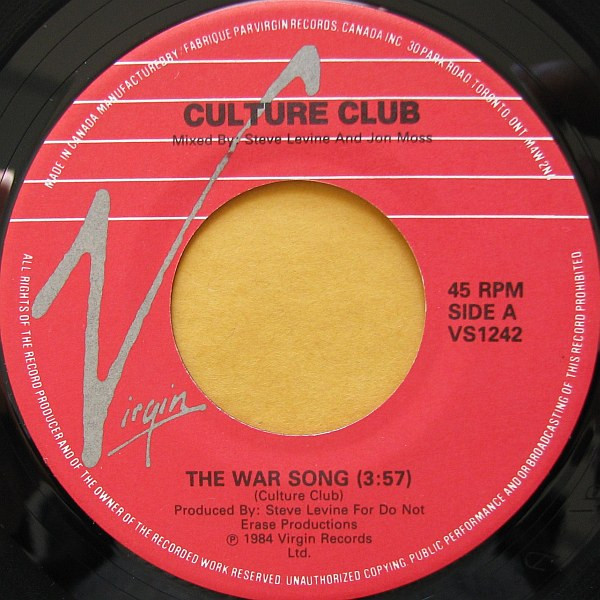 MADE IN CANADA MANUFACTURED BY/FABRIQUE PAR VIRGIN RECORDS, CANADA INC 30 PARK ROAD TORONTO ONT M4W2N4
CULTURE CLUB
Mixed By: Steve Levine And Jon Moss
Virgin
45 RPM
SIDE A
VS1242
THE WAR SONG (3:57)
(Culture Club)
Produced By: Steve Levine For Do Not
Erase Productions
℗ 1984 Virgin Records
Ltd.
ALL RIGHTS OF THE RECORD PRODUCER AND OF THE OWNER OF THE RECORDED WORK RESERVED. UNAUTHORIZED COPYING, PUBLIC PERFORMANCE AND/OR BROADCASTING OF THIS RECORD PROHIBITED